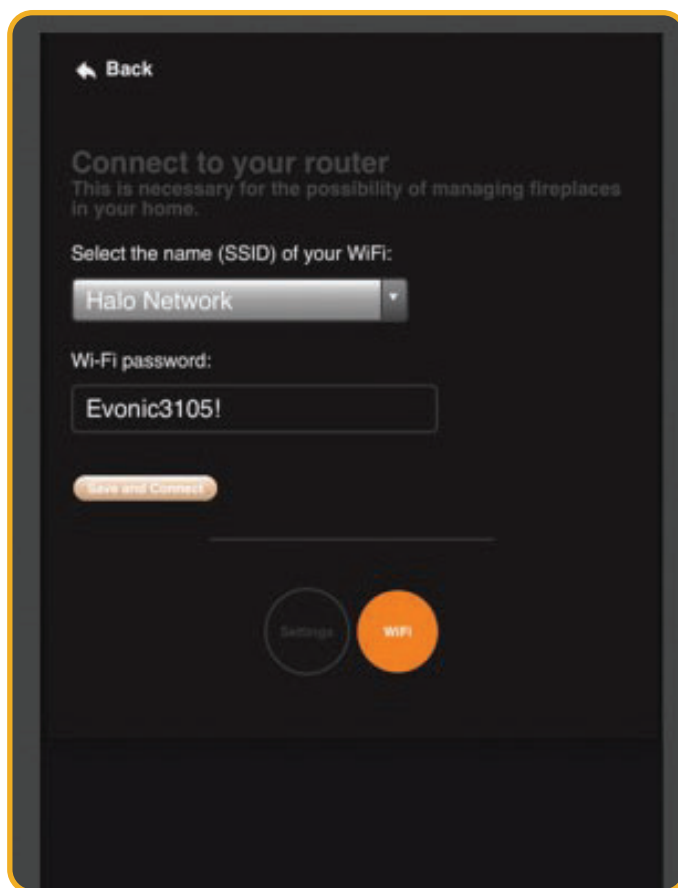 Back
Connect to your router
This is necessary for the possibility of managing fireplaces
in your home.
Select the name (SSID) of your WiFi:
Halo Network
Wi-Fi password:
Evonic3105!
Save and Connect
Settings
WiFi